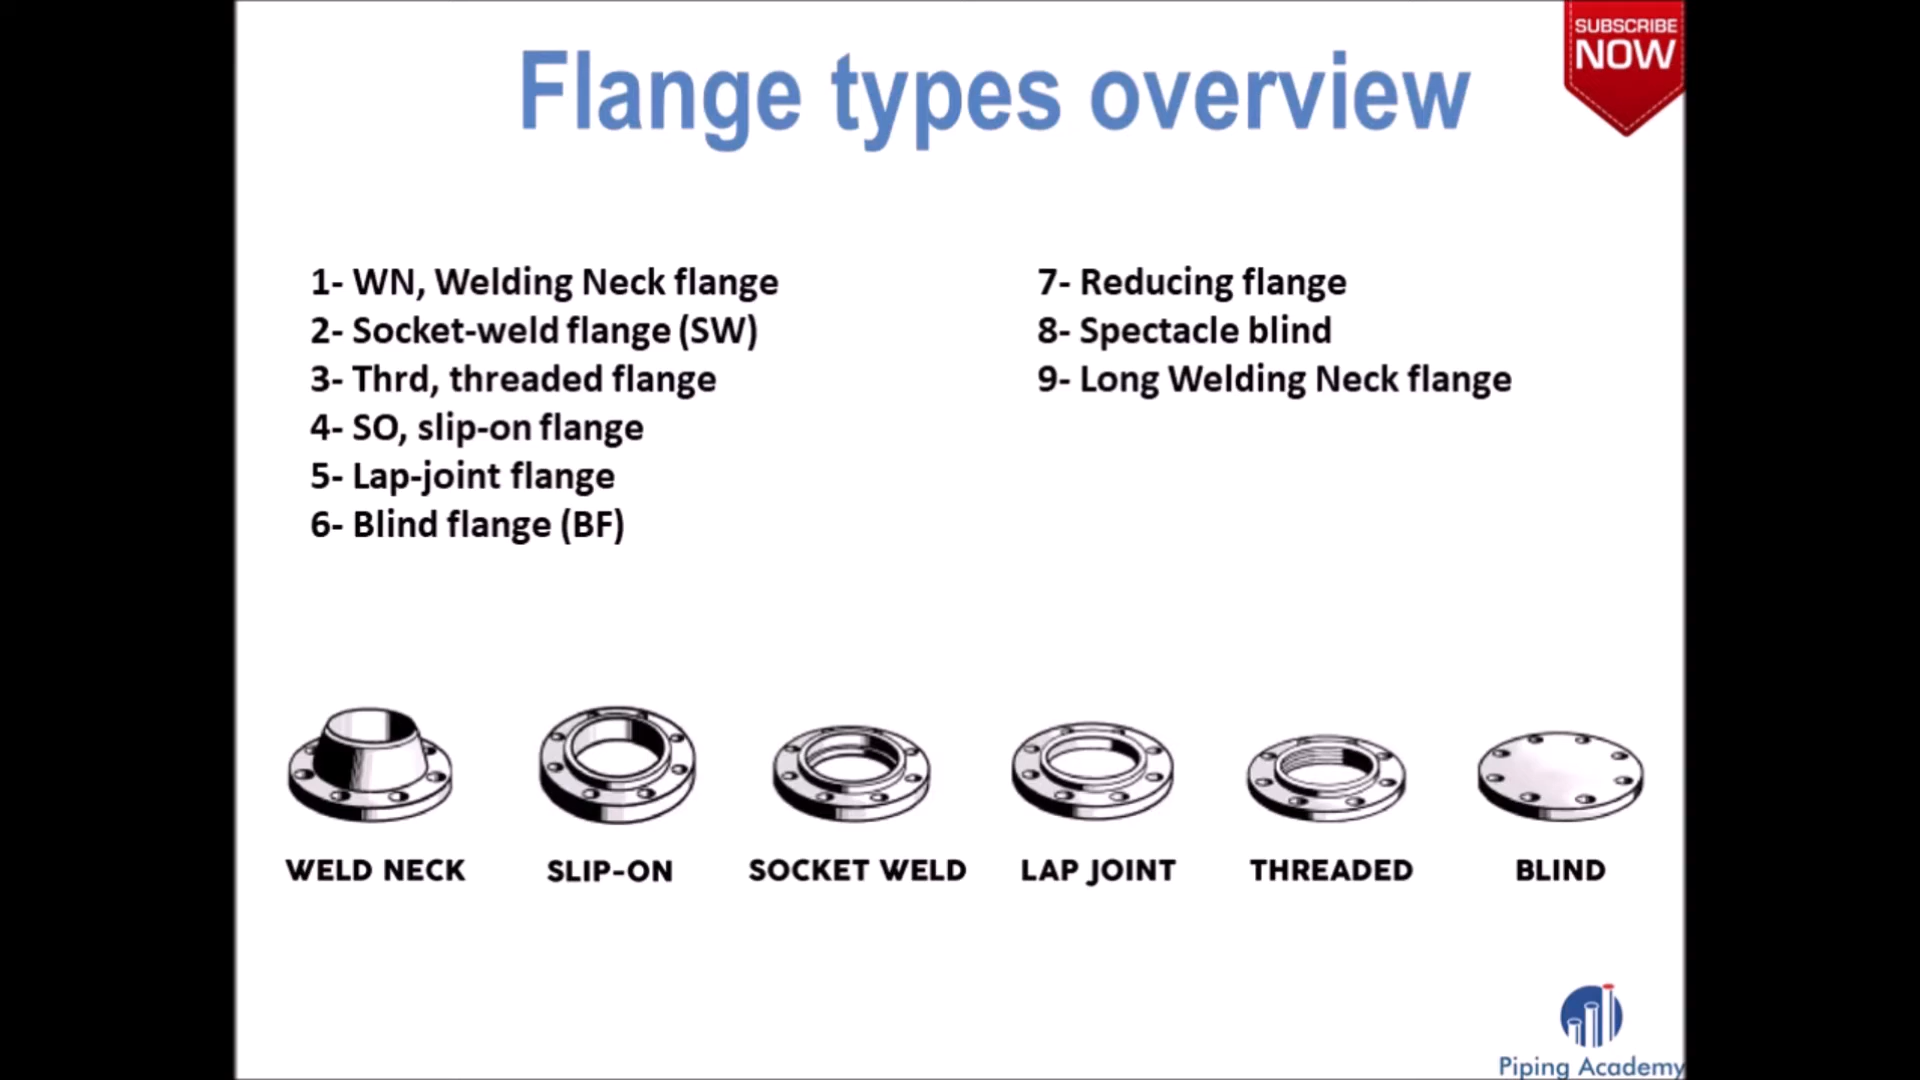 SUBSCRIBE
NOW
Flange types overview
1- WN, Welding Neck flange
2- Socket-weld flange (SW)
3- Thrd, threaded flange
4- SO, slip-on flange
5- Lap-joint flange
6- Blind flange (BF)
7- Reducing flange
8- Spectacle blind
9- Long Welding Neck flange
WELD NECK
SLIP-ON
SOCKET WELD
LAP JOINT
THREADED
BLIND
Piping Academy